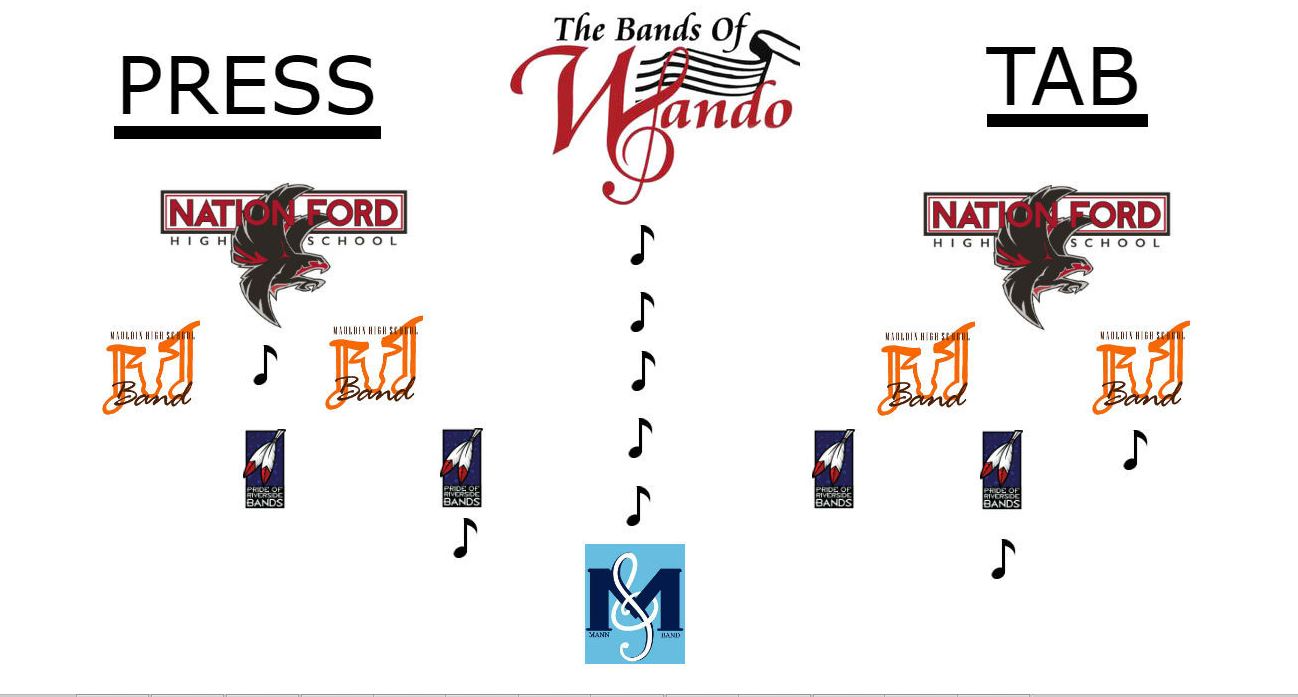 The Bands Of
Wando
PRESS
TAB
NATION FORD
HIGH SCHOOL
NATION FORD
HIGH SCHOOL
MAULDIN HIGH SCHOOL
Band
MAULDIN HIGH SCHOOL
Band
MAULDIN HIGH SCHOOL
Band
MAULDIN HIGH SCHOOL
Band
PRIDE OF
RIVERSIDE
BANDS
PRIDE OF
RIVERSIDE
BANDS
PRIDE OF
RIVERSIDE
BANDS
PRIDE OF
RIVERSIDE
BANDS
M
MANN BAND